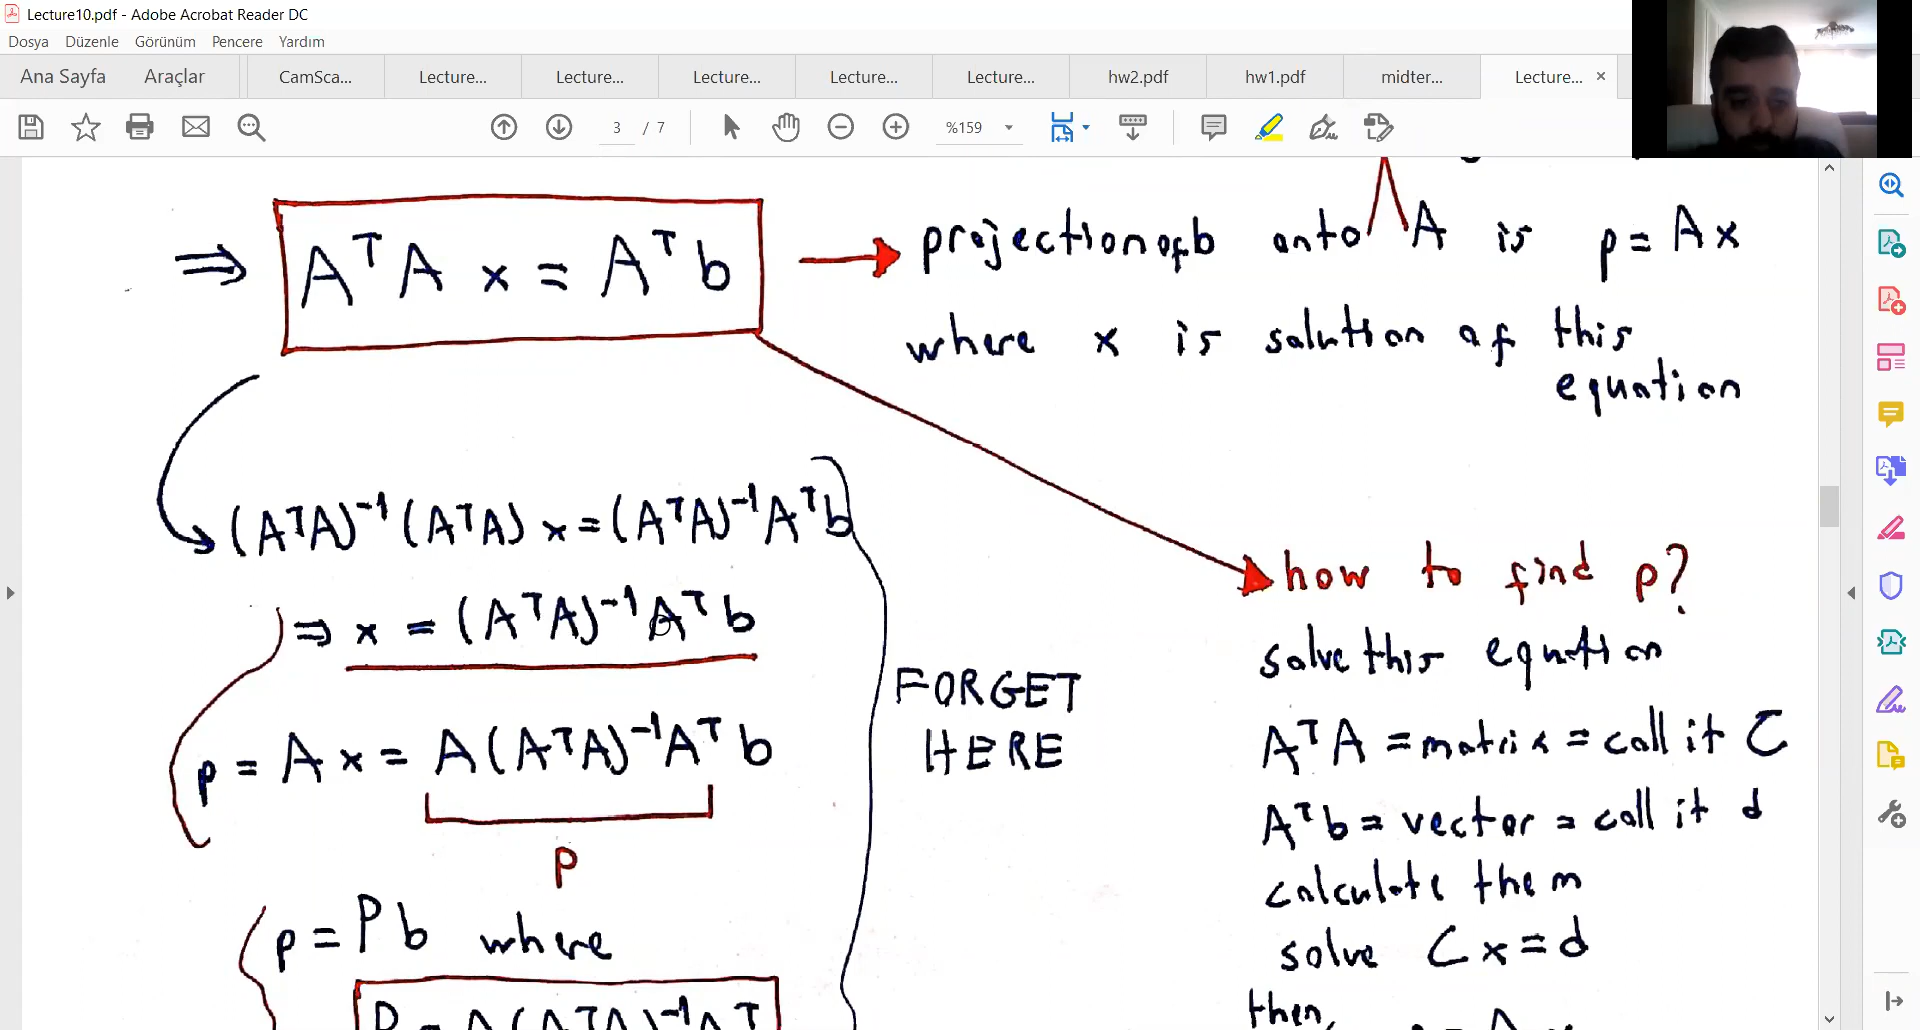 Lecture10.pdf - Adobe Acrobat Reader DC
Dosya Düzenle Görünüm Pencere Yardım
Ana Sayfa Araçlar CamSca... Lecture... Lecture... Lecture... Lecture... Lecture... hw2.pdf hw1.pdf midter... Lecture... ×
3 / 7 %159
⇒ AᵀA x = Aᵀb → projection of b onto A is p = Ax
where x is solution of this
equation
(AᵀA)⁻¹(AᵀA) x = (AᵀA)⁻¹Aᵀb
⇒ x = (AᵀA)⁻¹Aᵀb
p = Ax = A(AᵀA)⁻¹Aᵀ b
P
p = Pb where
P = A(AᵀA)⁻¹Aᵀ
FORGET
HERE
how to find p?
solve this equation
AᵀA = matrix = call it C
Aᵀb = vector = call it d
calculate them
solve Cx = d
then,